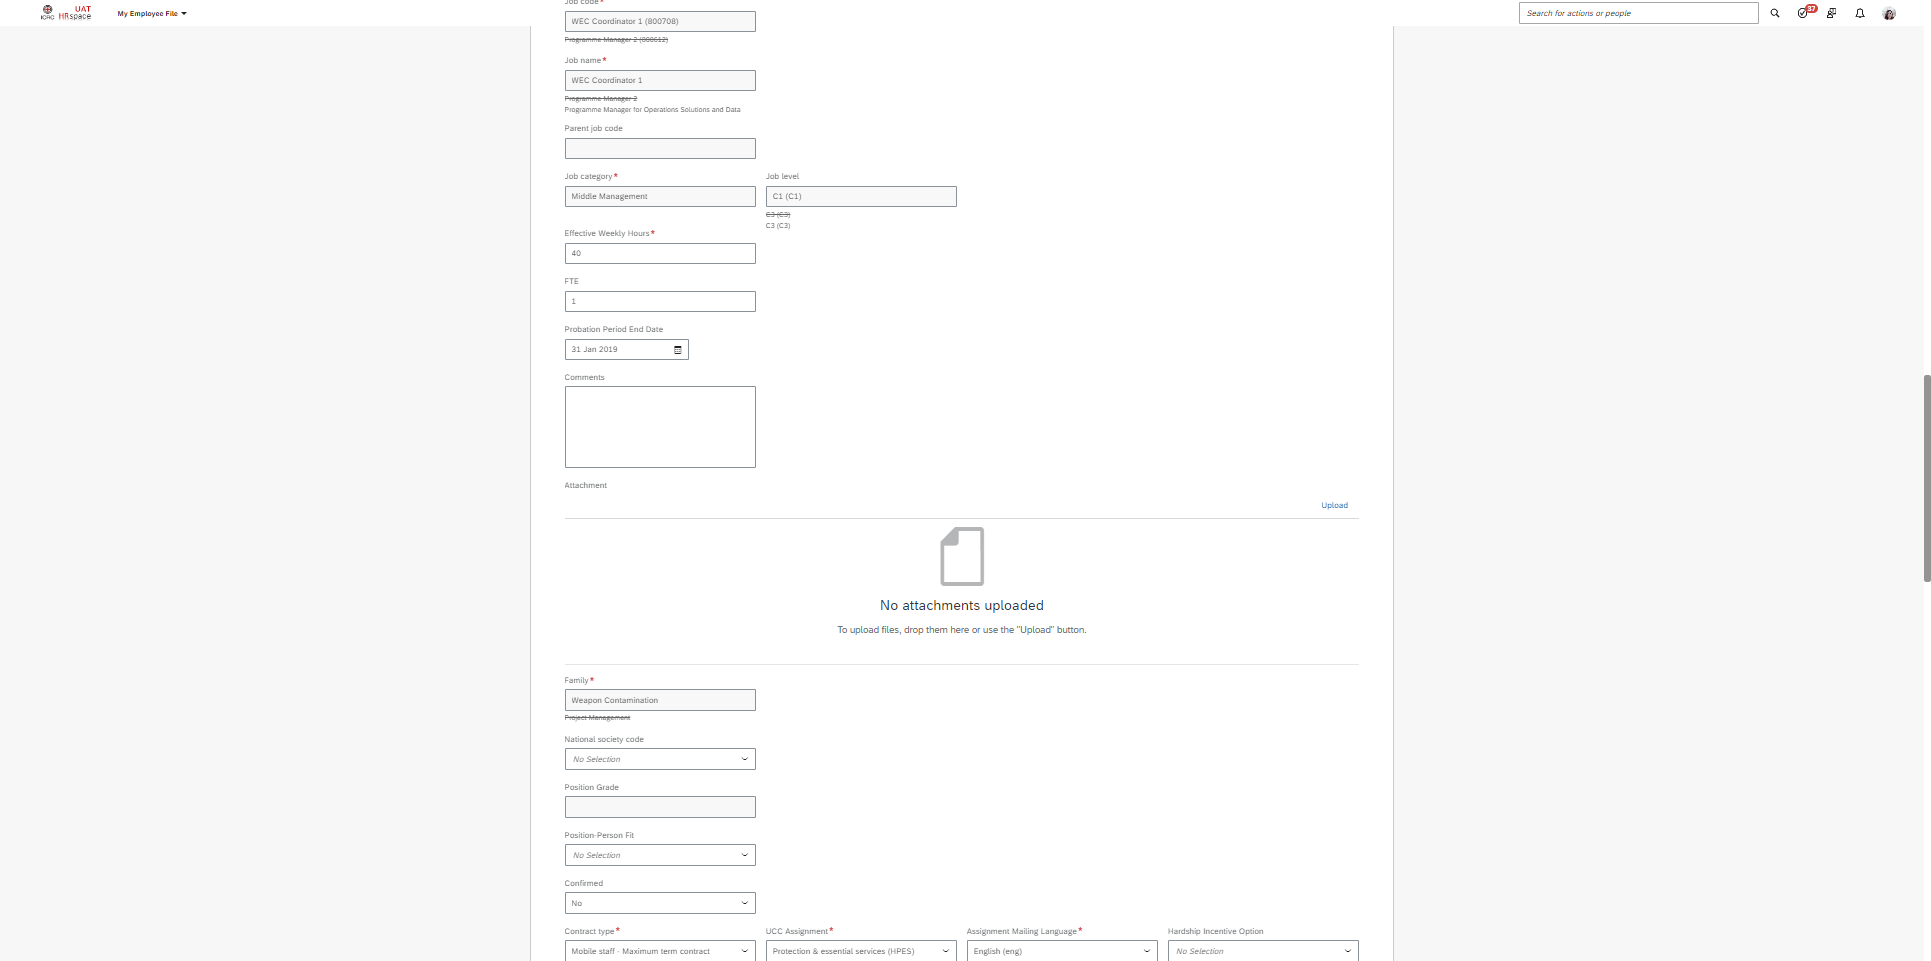 ICRC
UAT
HRspace
My Employee File
Search for actions or people
37
Job code*
WEC Coordinator 1 (800708)
Programme Manager 2 (800612)
Job name*
WEC Coordinator 1
Programme Manager 2
Programme Manager for Operations Solutions and Data
Parent job code
Job category* Job level
Middle Management C1 (C1)
C3 (C3)
C3 (C3)
Effective Weekly Hours*
40
FTE
1
Probation Period End Date
31 Jan 2019
Comments
Attachment
Upload
No attachments uploaded
To upload files, drop them here or use the "Upload" button.
Family*
Weapon Contamination
Project Management
National society code
No Selection
Position Grade
Position-Person Fit
No Selection
Confirmed
No
Contract type* UCC Assignment* Assignment Mailing Language* Hardship Incentive Option
Mobile staff - Maximum term contract Protection & essential services (HPES) English (eng) No Selection